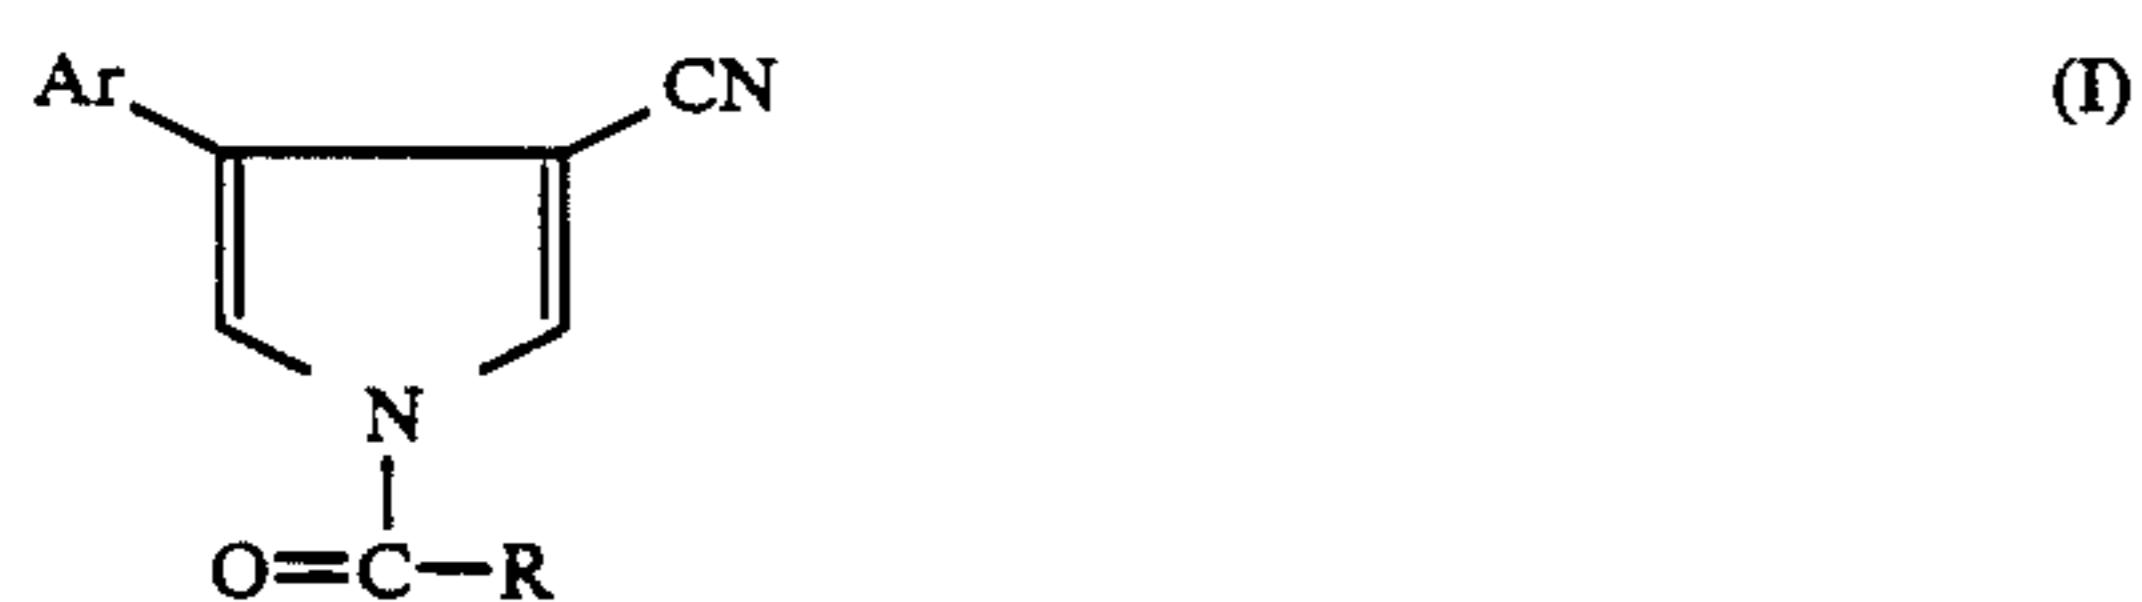 Ar CN (I)
N
O=C—R